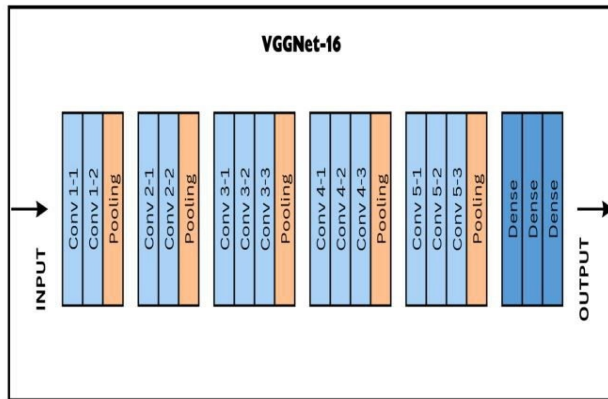 VGGNet-16
INPUT
Conv 1-1
Conv 1-2
Pooling
Conv 2-1
Conv 2-2
Pooling
Conv 3-1
Conv 3-2
Conv 3-3
Pooling
Conv 4-1
Conv 4-2
Conv 4-3
Pooling
Conv 5-1
Conv 5-2
Conv 5-3
Pooling
Dense
Dense
Dense
OUTPUT